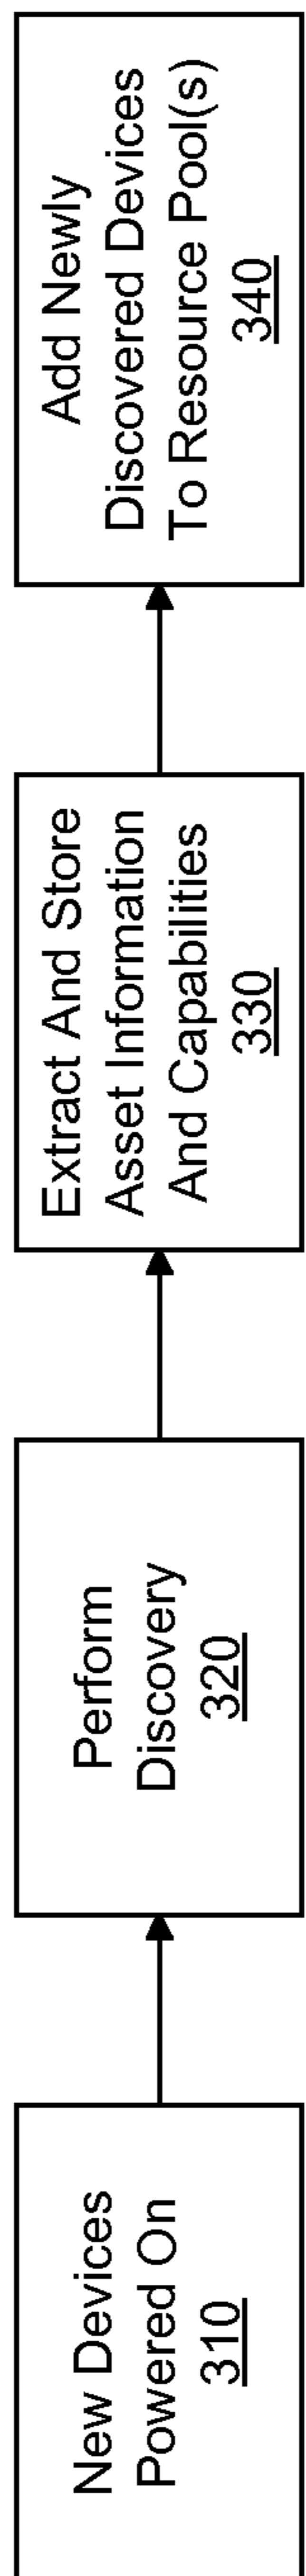 New Devices
Powered On
310
Perform
Discovery
320
Extract And Store
Asset Information
And Capabilities
330
Add Newly
Discovered Devices
To Resource Pool(s)
340